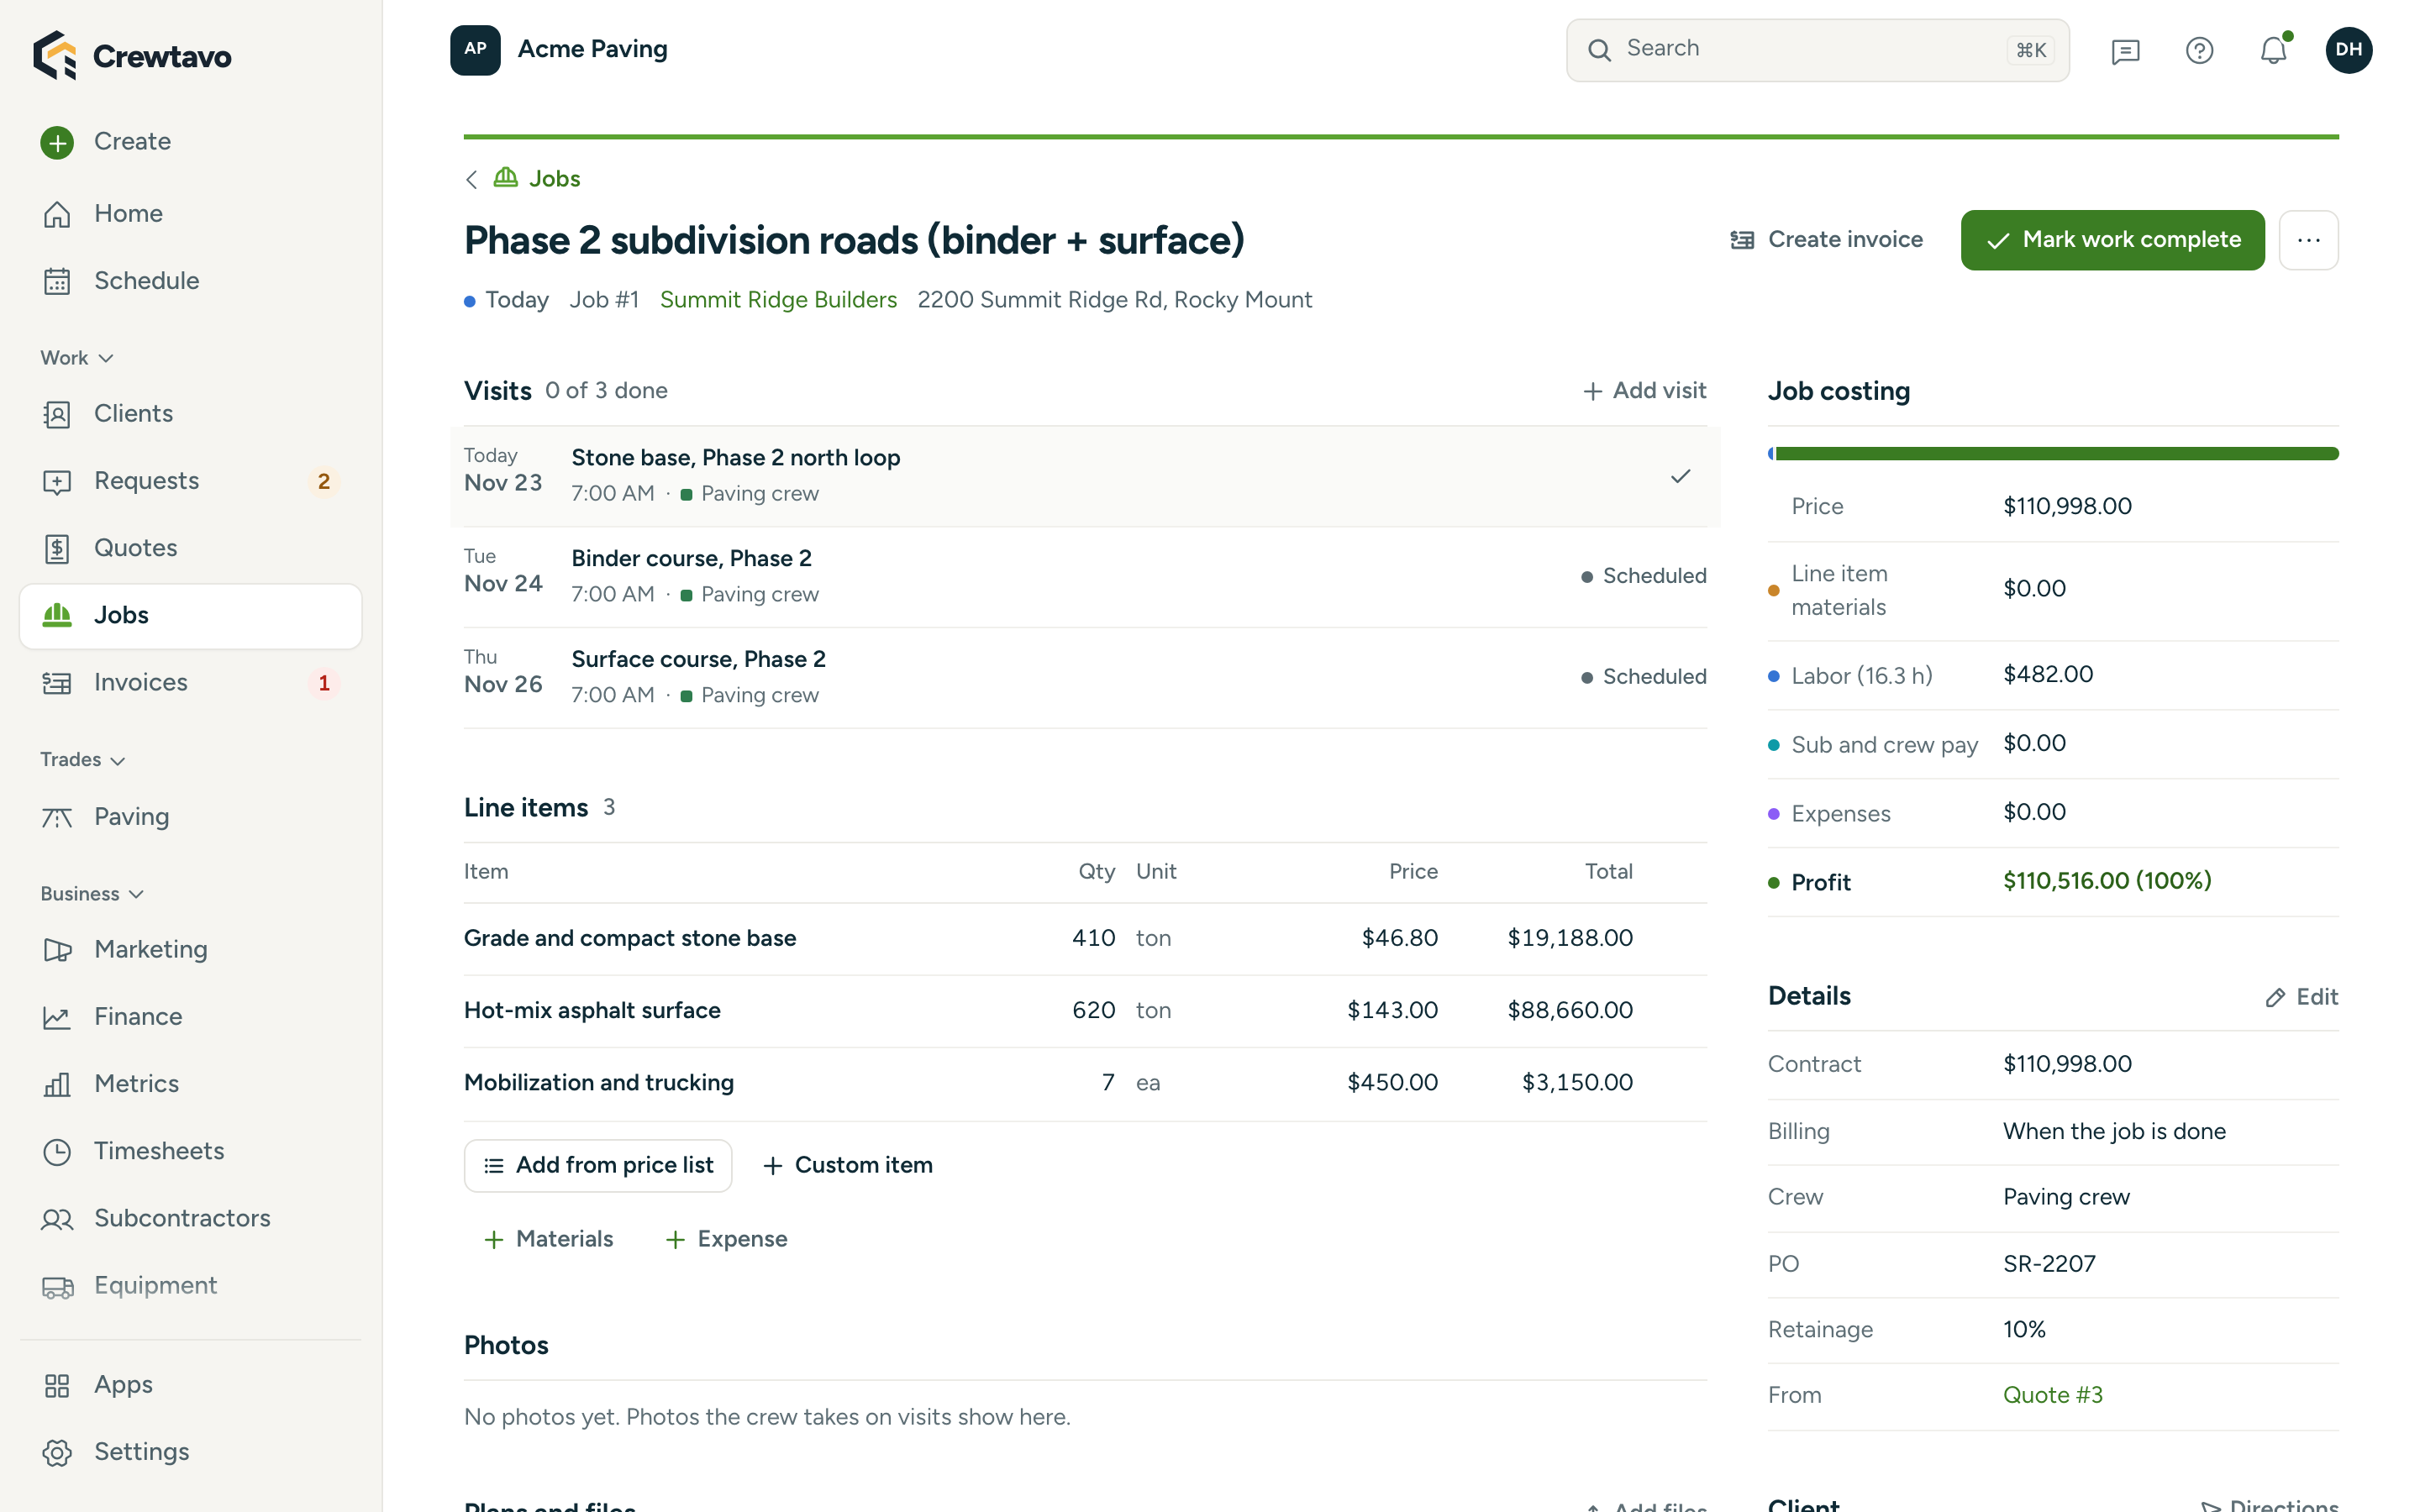 Crewtavo
Create
Home
Schedule
Work
Clients
Requests 2
Quotes
Jobs
Invoices 1
Trades
Paving
Business
Marketing
Finance
Metrics
Timesheets
Subcontractors
Equipment
Apps
Settings
AP Acme Paving
Search ⌘K
DH
Jobs
Phase 2 subdivision roads (binder + surface)
Create invoice
Mark work complete
Today Job #1 Summit Ridge Builders 2200 Summit Ridge Rd, Rocky Mount
Visits 0 of 3 done
Add visit
Today
Nov 23
Stone base, Phase 2 north loop
7:00 AM · Paving crew
Tue
Nov 24
Binder course, Phase 2
7:00 AM · Paving crew
Scheduled
Thu
Nov 26
Surface course, Phase 2
7:00 AM · Paving crew
Scheduled
Line items 3
Item Qty Unit Price Total
Grade and compact stone base 410 ton $46.80 $19,188.00
Hot-mix asphalt surface 620 ton $143.00 $88,660.00
Mobilization and trucking 7 ea $450.00 $3,150.00
Add from price list
Custom item
Materials
Expense
Photos
No photos yet. Photos the crew takes on visits show here.
Plans and files
Add files
Job costing
Price $110,998.00
Line item
materials
$0.00
Labor (16.3 h) $482.00
Sub and crew pay $0.00
Expenses $0.00
Profit $110,516.00 (100%)
Details
Edit
Contract $110,998.00
Billing When the job is done
Crew Paving crew
PO SR-2207
Retainage 10%
From Quote #3
Client
Directions